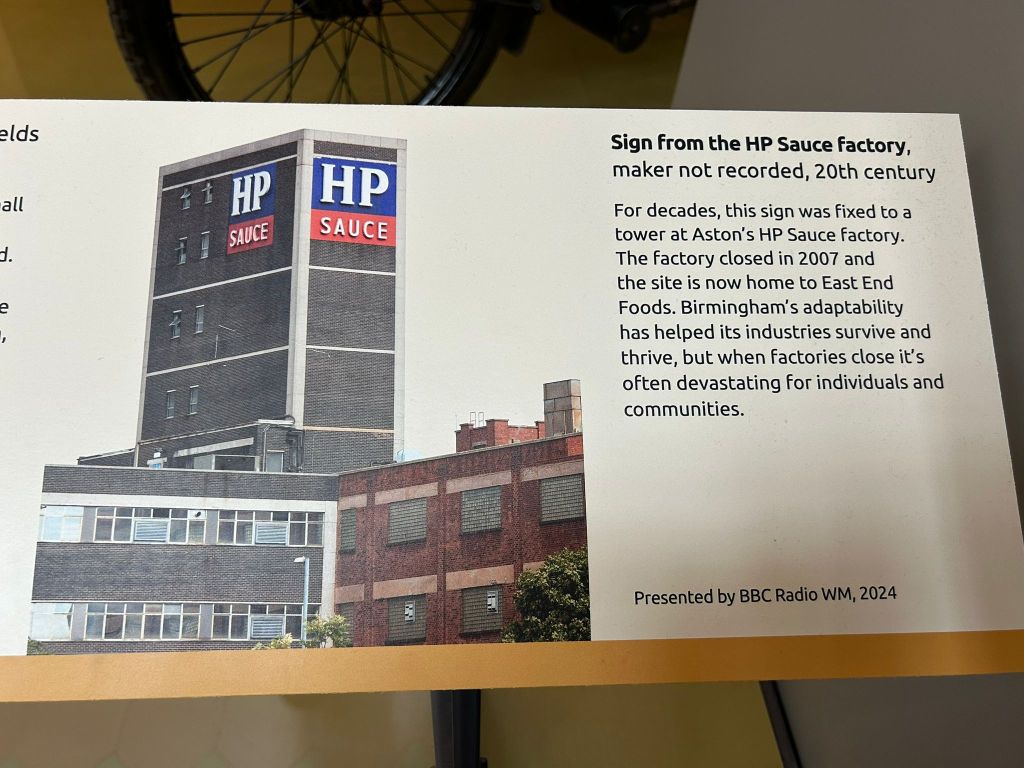 HP
SAUCE
HP
SAUCE
Sign from the HP Sauce factory,
maker not recorded, 20th century
For decades, this sign was fixed to a
tower at Aston's HP Sauce factory.
The factory closed in 2007 and
the site is now home to East End
Foods. Birmingham's adaptability
has helped its industries survive and
thrive, but when factories close it's
often devastating for individuals and
communities.
Presented by BBC Radio WM, 2024